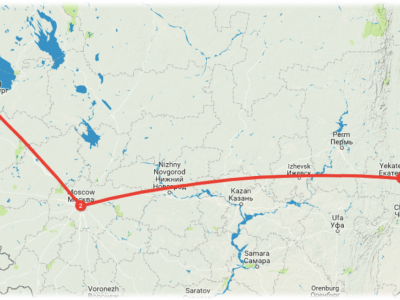 Perm
Пермь
Nizhny
Novgorod
Нижний
Новгород
Izhevsk
Ижевск
Yekate
Moscow
Москва
2
Kazan
Казань
Ufa
Уфа
Samara
Самара
Voronezh
Saratov
Orenburg